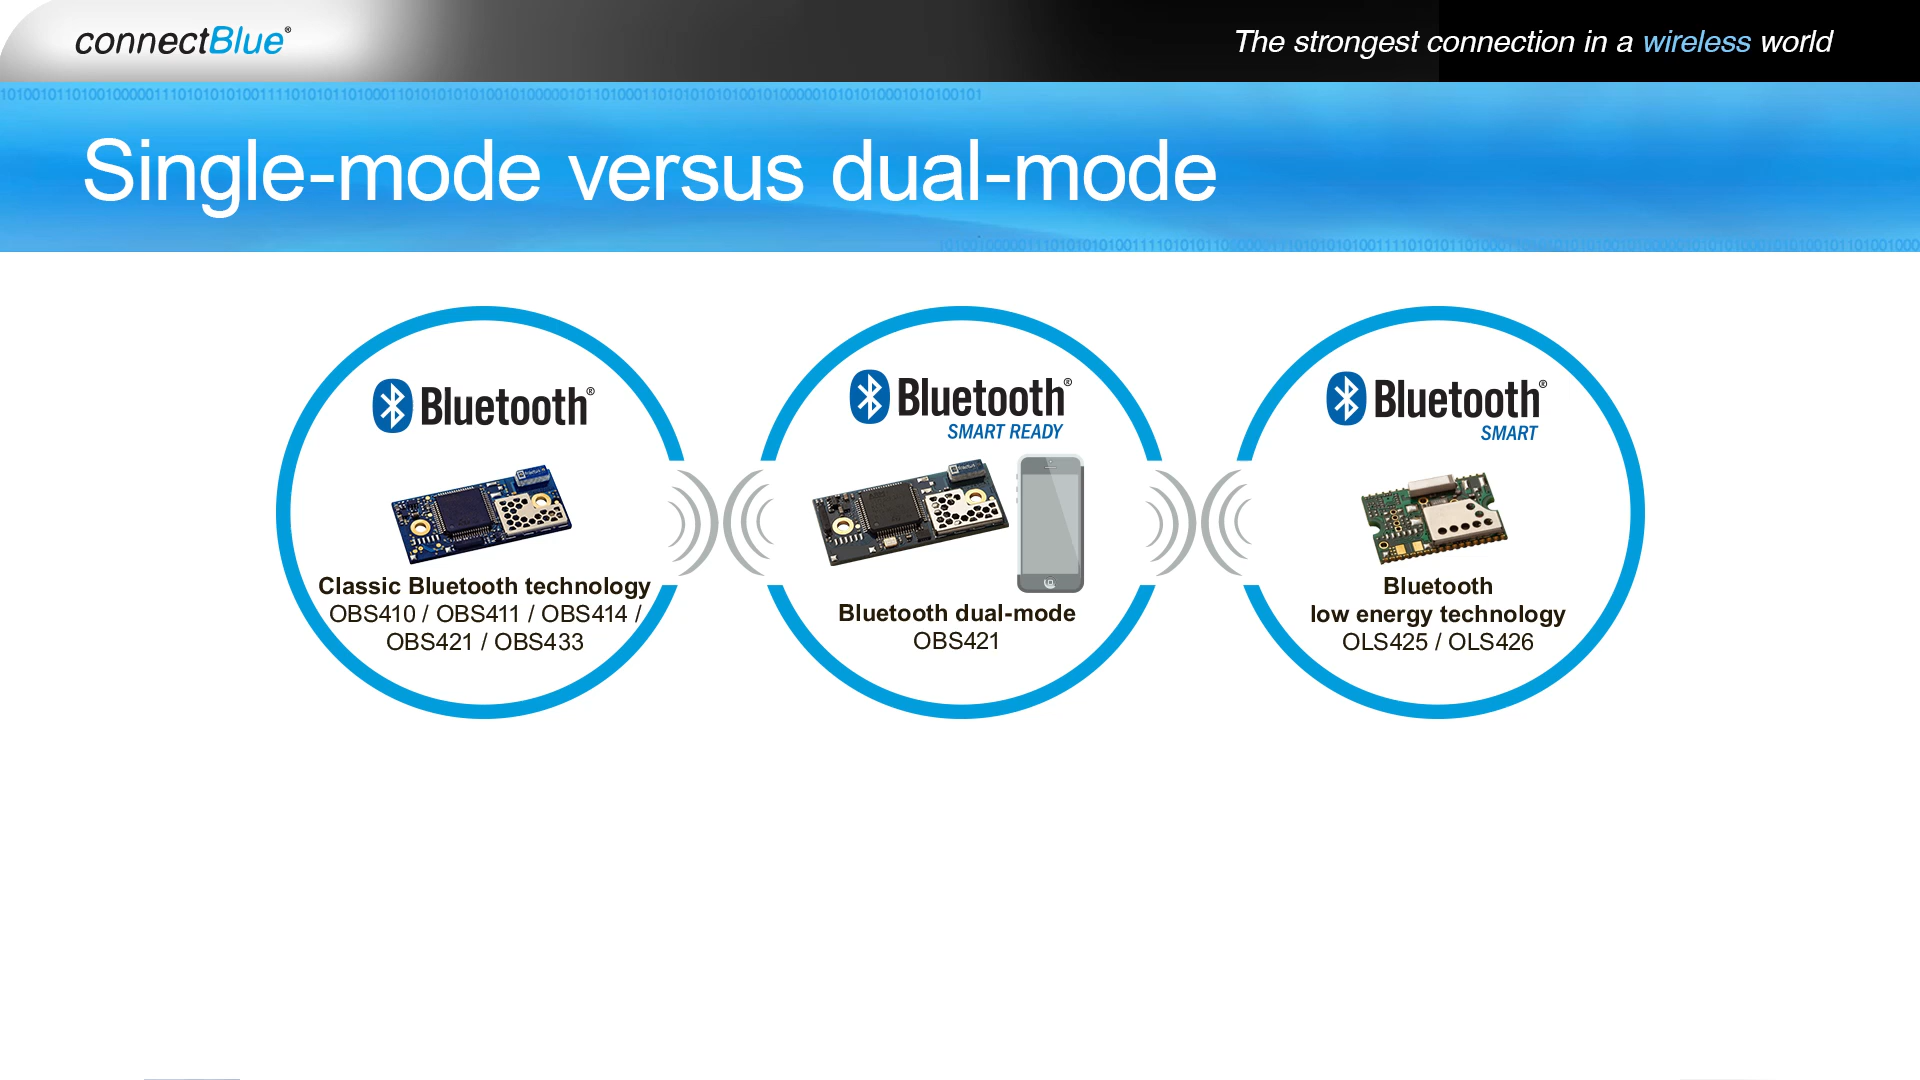 connectBlue®
The strongest connection in a wireless world
Single-mode versus dual-mode
Bluetooth®
Bluetooth®
SMART READY
Bluetooth®
SMART
Classic Bluetooth technology
OBS410 / OBS411 / OBS414 /
OBS421 / OBS433
Bluetooth dual-mode
OBS421
Bluetooth
low energy technology
OLS425 / OLS426